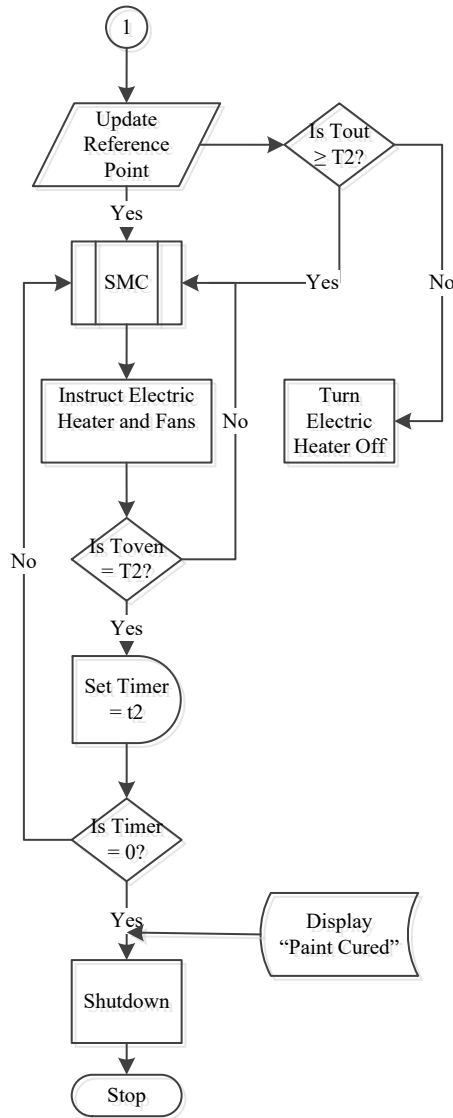 1
Update
Reference
Point
Is Tout
≥ T2?
Yes
SMC
Yes
No
Instruct Electric
Heater and Fans
No
Turn
Electric
Heater Off
No
Is Toven
= T2?
Yes
Set Timer
= t2
Is Timer
= 0?
Yes
Display
“Paint Cured”
Shutdown
Stop